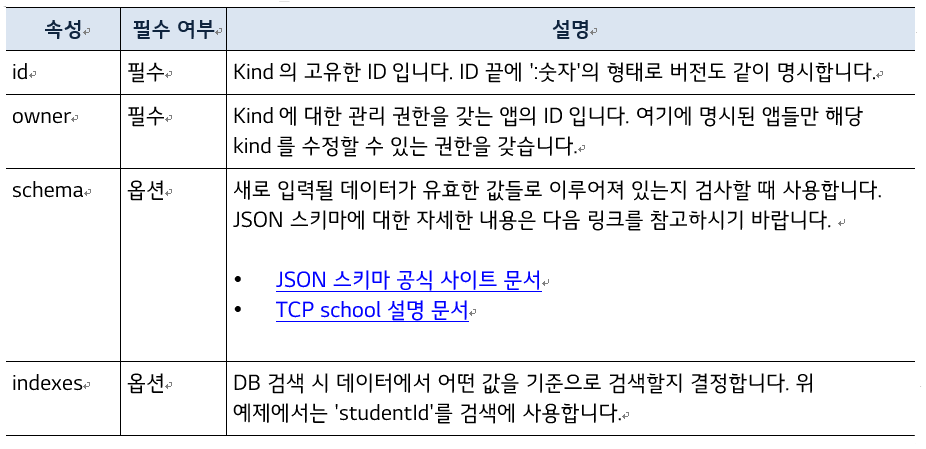 속성 필수 여부 설명
id 필수 Kind 의 고유한 ID 입니다. ID 끝에 ':숫자'의 형태로 버전도 같이 명시합니다.
owner 필수 Kind 에 대한 관리 권한을 갖는 앱의 ID 입니다. 여기에 명시된 앱들만 해당
kind 를 수정할 수 있는 권한을 갖습니다.
schema 옵션 새로 입력될 데이터가 유효한 값들로 이루어져 있는지 검사할 때 사용합니다.
JSON 스키마에 대한 자세한 내용은 다음 링크를 참고하시기 바랍니다.
• JSON 스키마 공식 사이트 문서
• TCP school 설명 문서
indexes 옵션 DB 검색 시 데이터에서 어떤 값을 기준으로 검색할지 결정합니다. 위
예제에서는 'studentId'를 검색에 사용합니다.